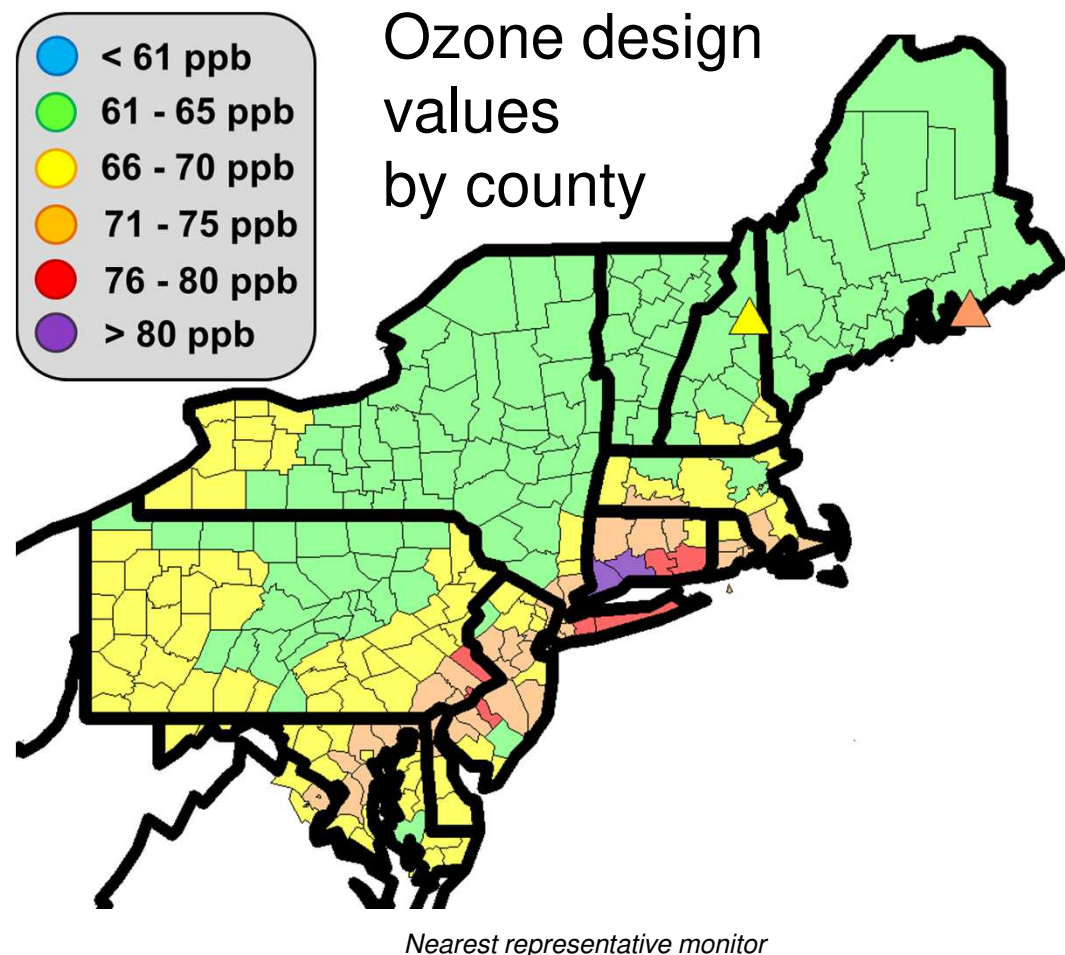 Ozone design
values
by county
< 61 ppb
61 - 65 ppb
66 - 70 ppb
71 - 75 ppb
76 - 80 ppb
> 80 ppb
Nearest representative monitor